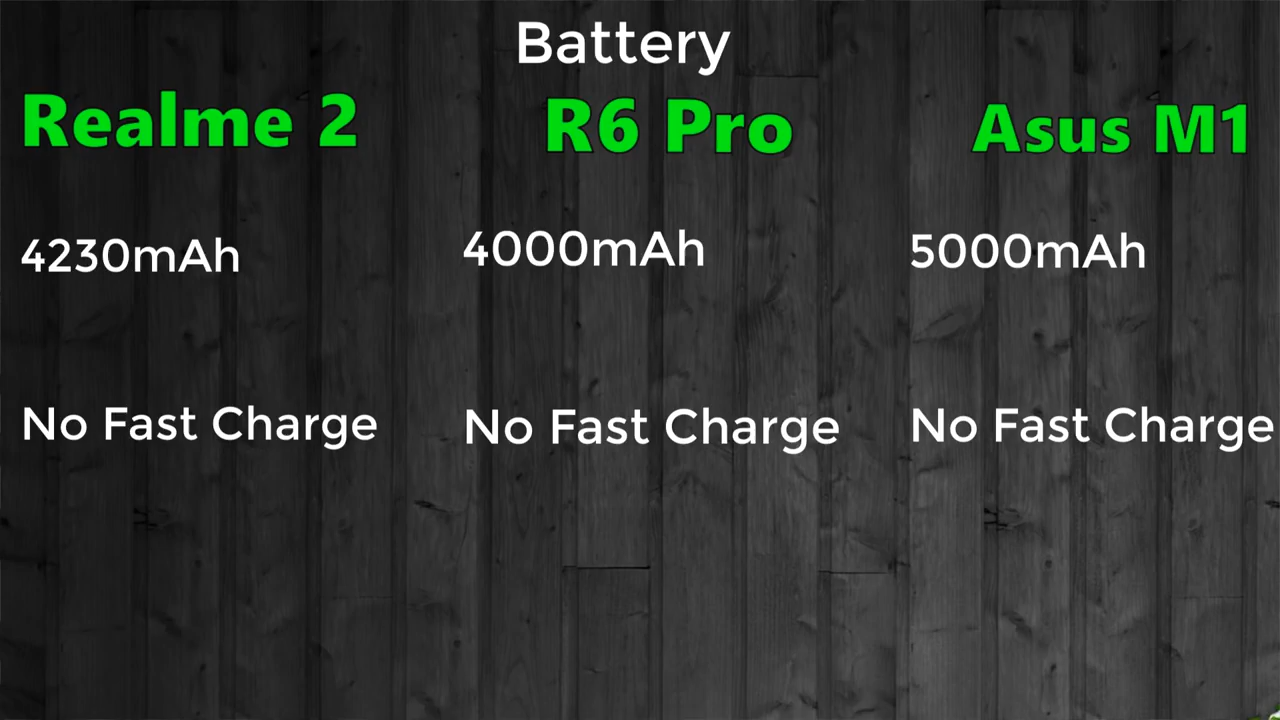 Battery
Realme 2
R6 Pro
Asus M1
4230mAh
4000mAh
5000mAh
No Fast Charge
No Fast Charge
No Fast Charge